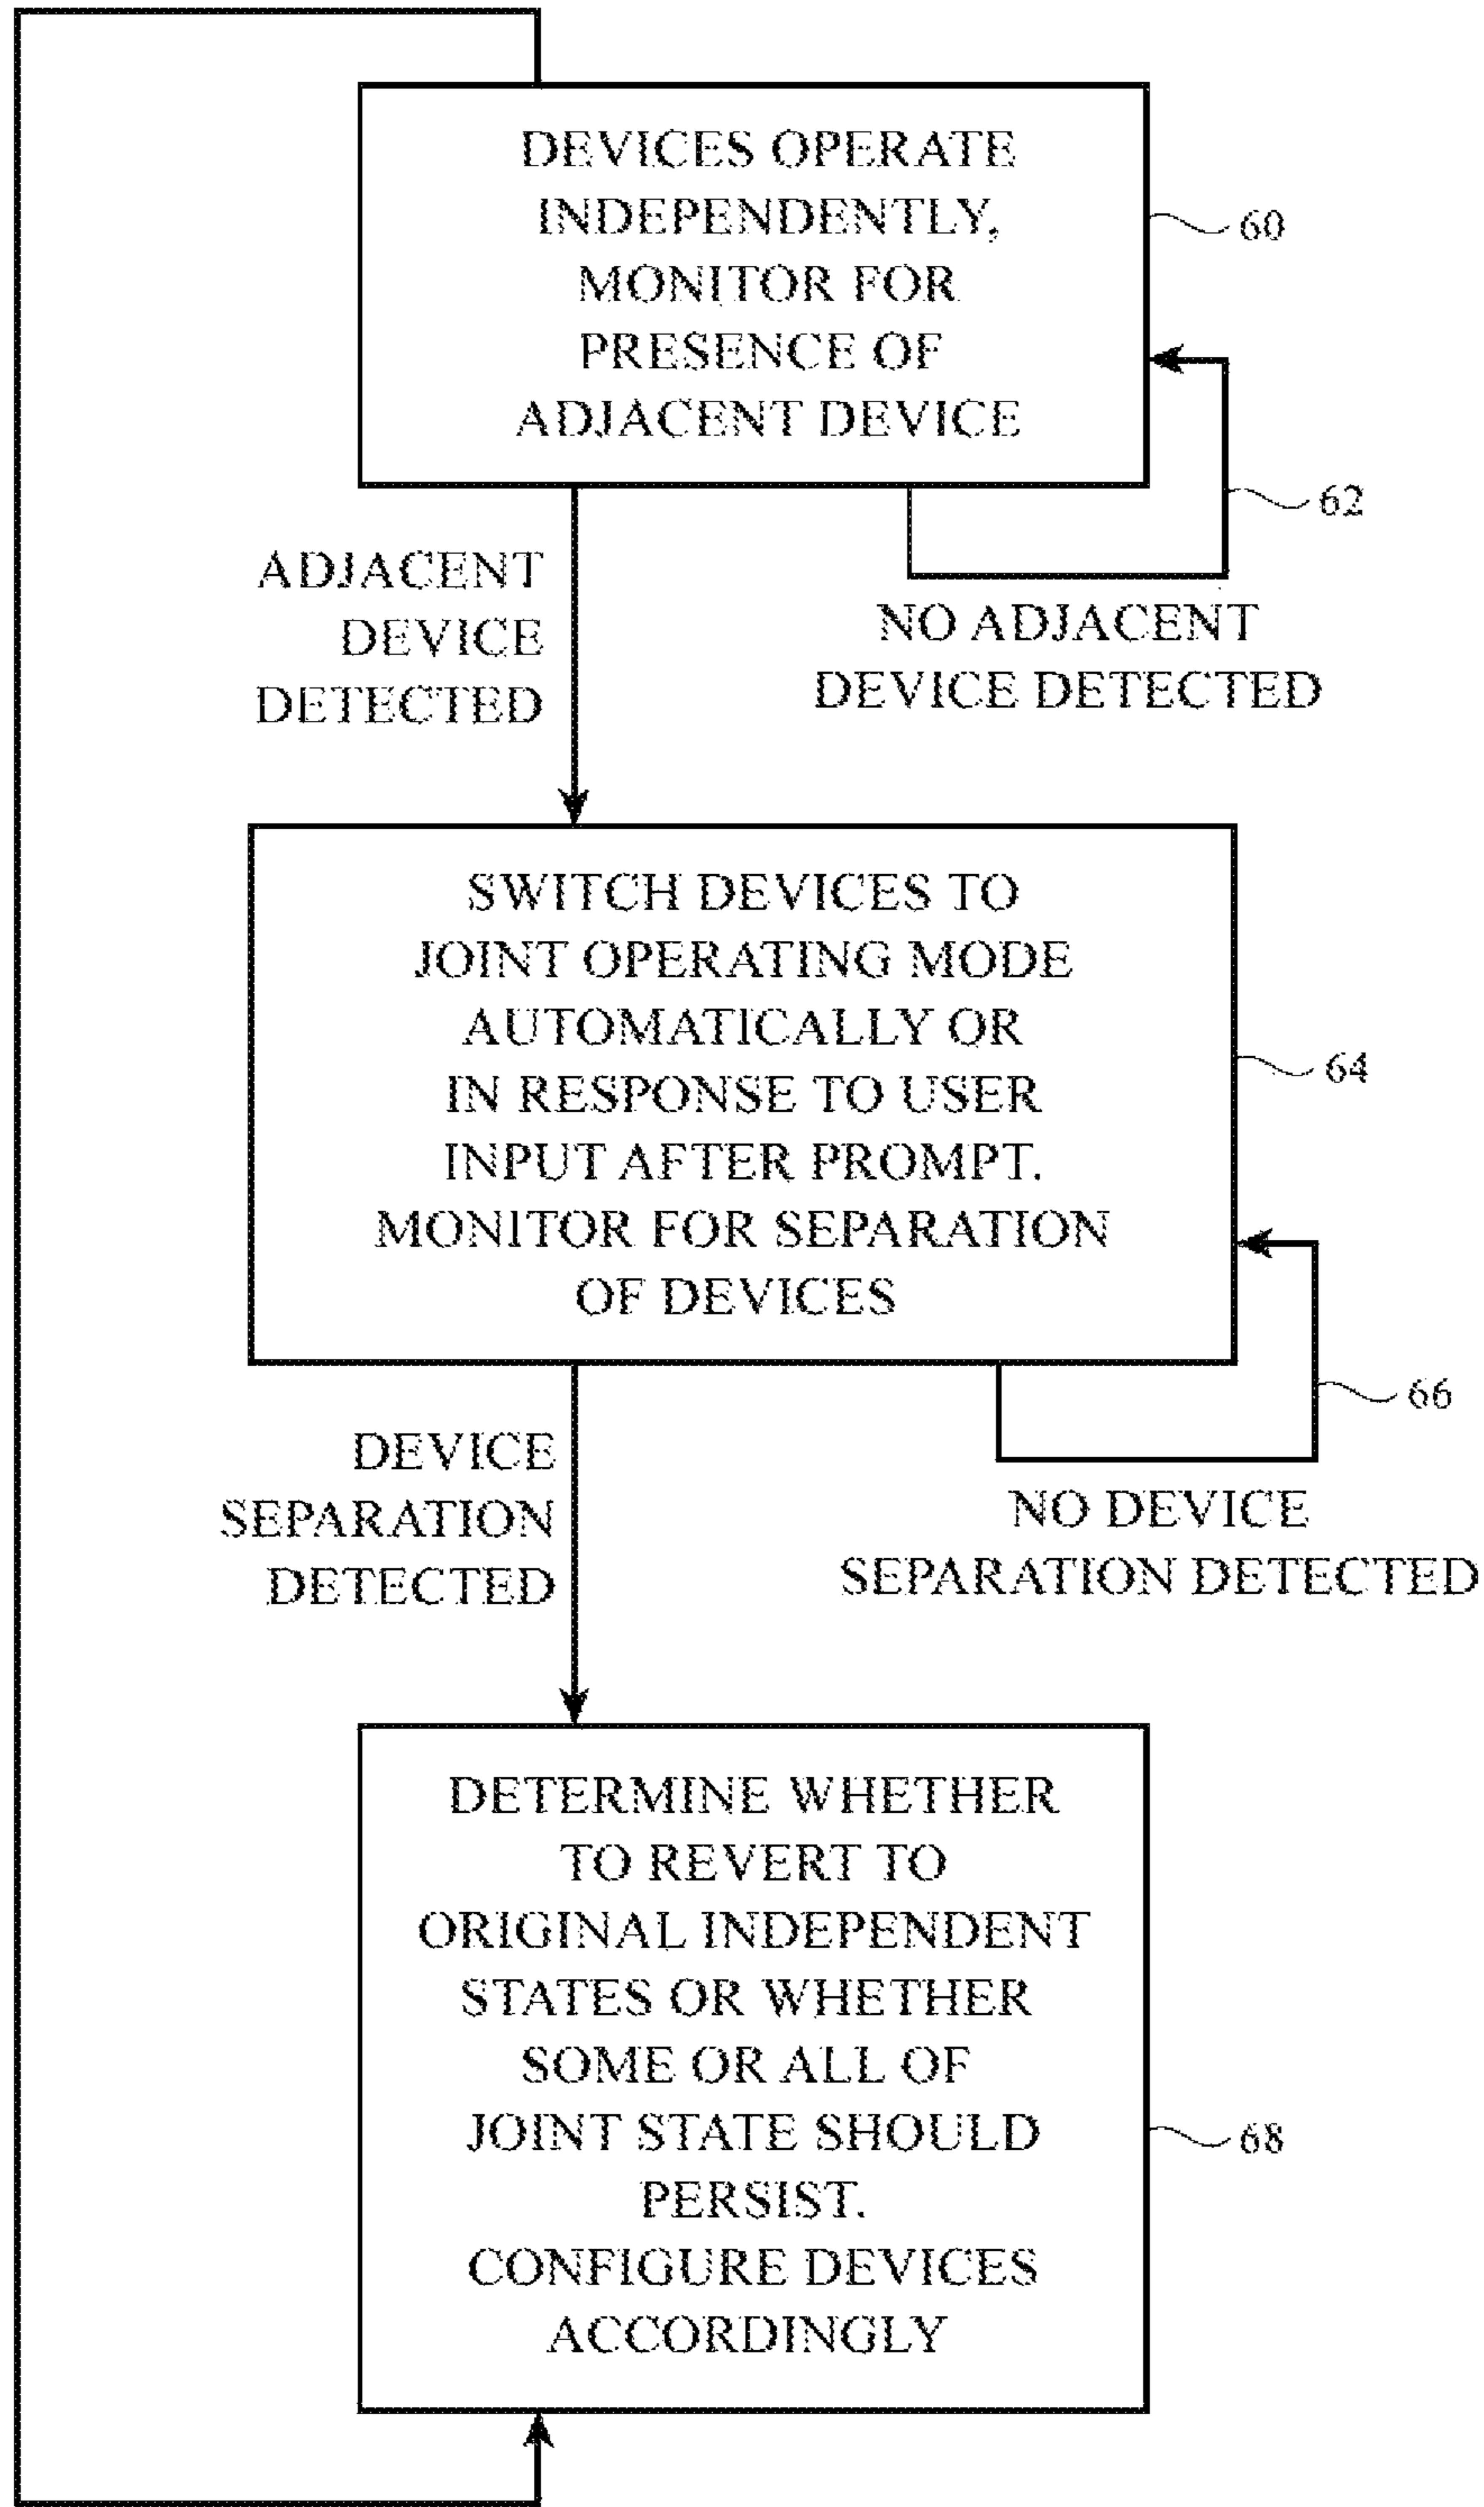 DEVICES OPERATE
INDEPENDENTLY,
MONITOR FOR
PRESENCE OF
ADJACENT DEVICE
60
62
ADJACENT
DEVICE
DETECTED
NO ADJACENT
DEVICE DETECTED
SWITCH DEVICES TO
JOINT OPERATING MODE
AUTOMATICALLY OR
IN RESPONSE TO USER
INPUT AFTER PROMPT.
MONITOR FOR SEPARATION
OF DEVICES
64
66
DEVICE
SEPARATION
DETECTED
NO DEVICE
SEPARATION DETECTED
DETERMINE WHETHER
TO REVERT TO
ORIGINAL INDEPENDENT
STATES OR WHETHER
SOME OR ALL OF
JOINT STATE SHOULD
PERSIST.
CONFIGURE DEVICES
ACCORDINGLY
68